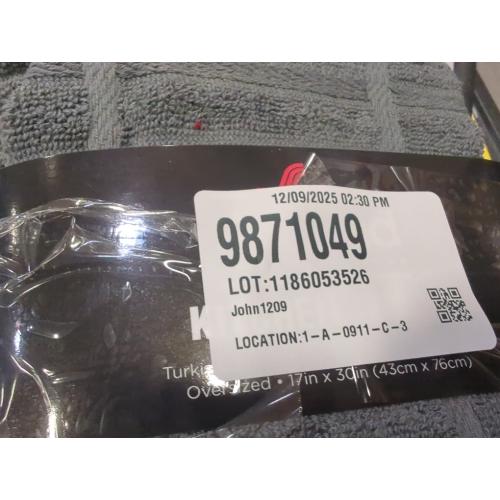 12/09/2025 02:30 PM
9871049
LOT:1186053526
John1209
LOCATION:1-A-0911-C-3
Oversized • 17in x 30in (43cm x 76cm)